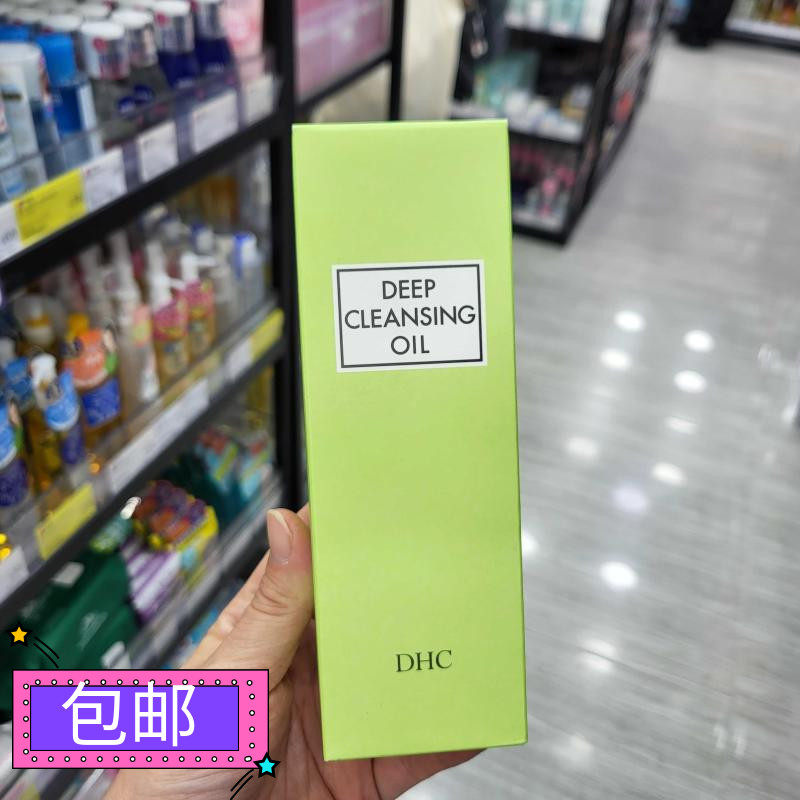 DEEP
CLEANSING
OIL
DHC
包邮